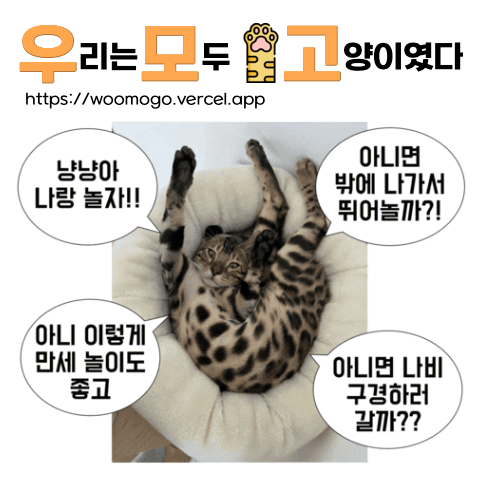 우리는 모두 고양이였다
https://woomogo.vercel.app
냥냥아
나랑 놀자!!
아니면
밖에 나가서
뛰어놀까?!
아니 이렇게
만세 놀이도
좋고
아니면 나비
구경하러
갈까??